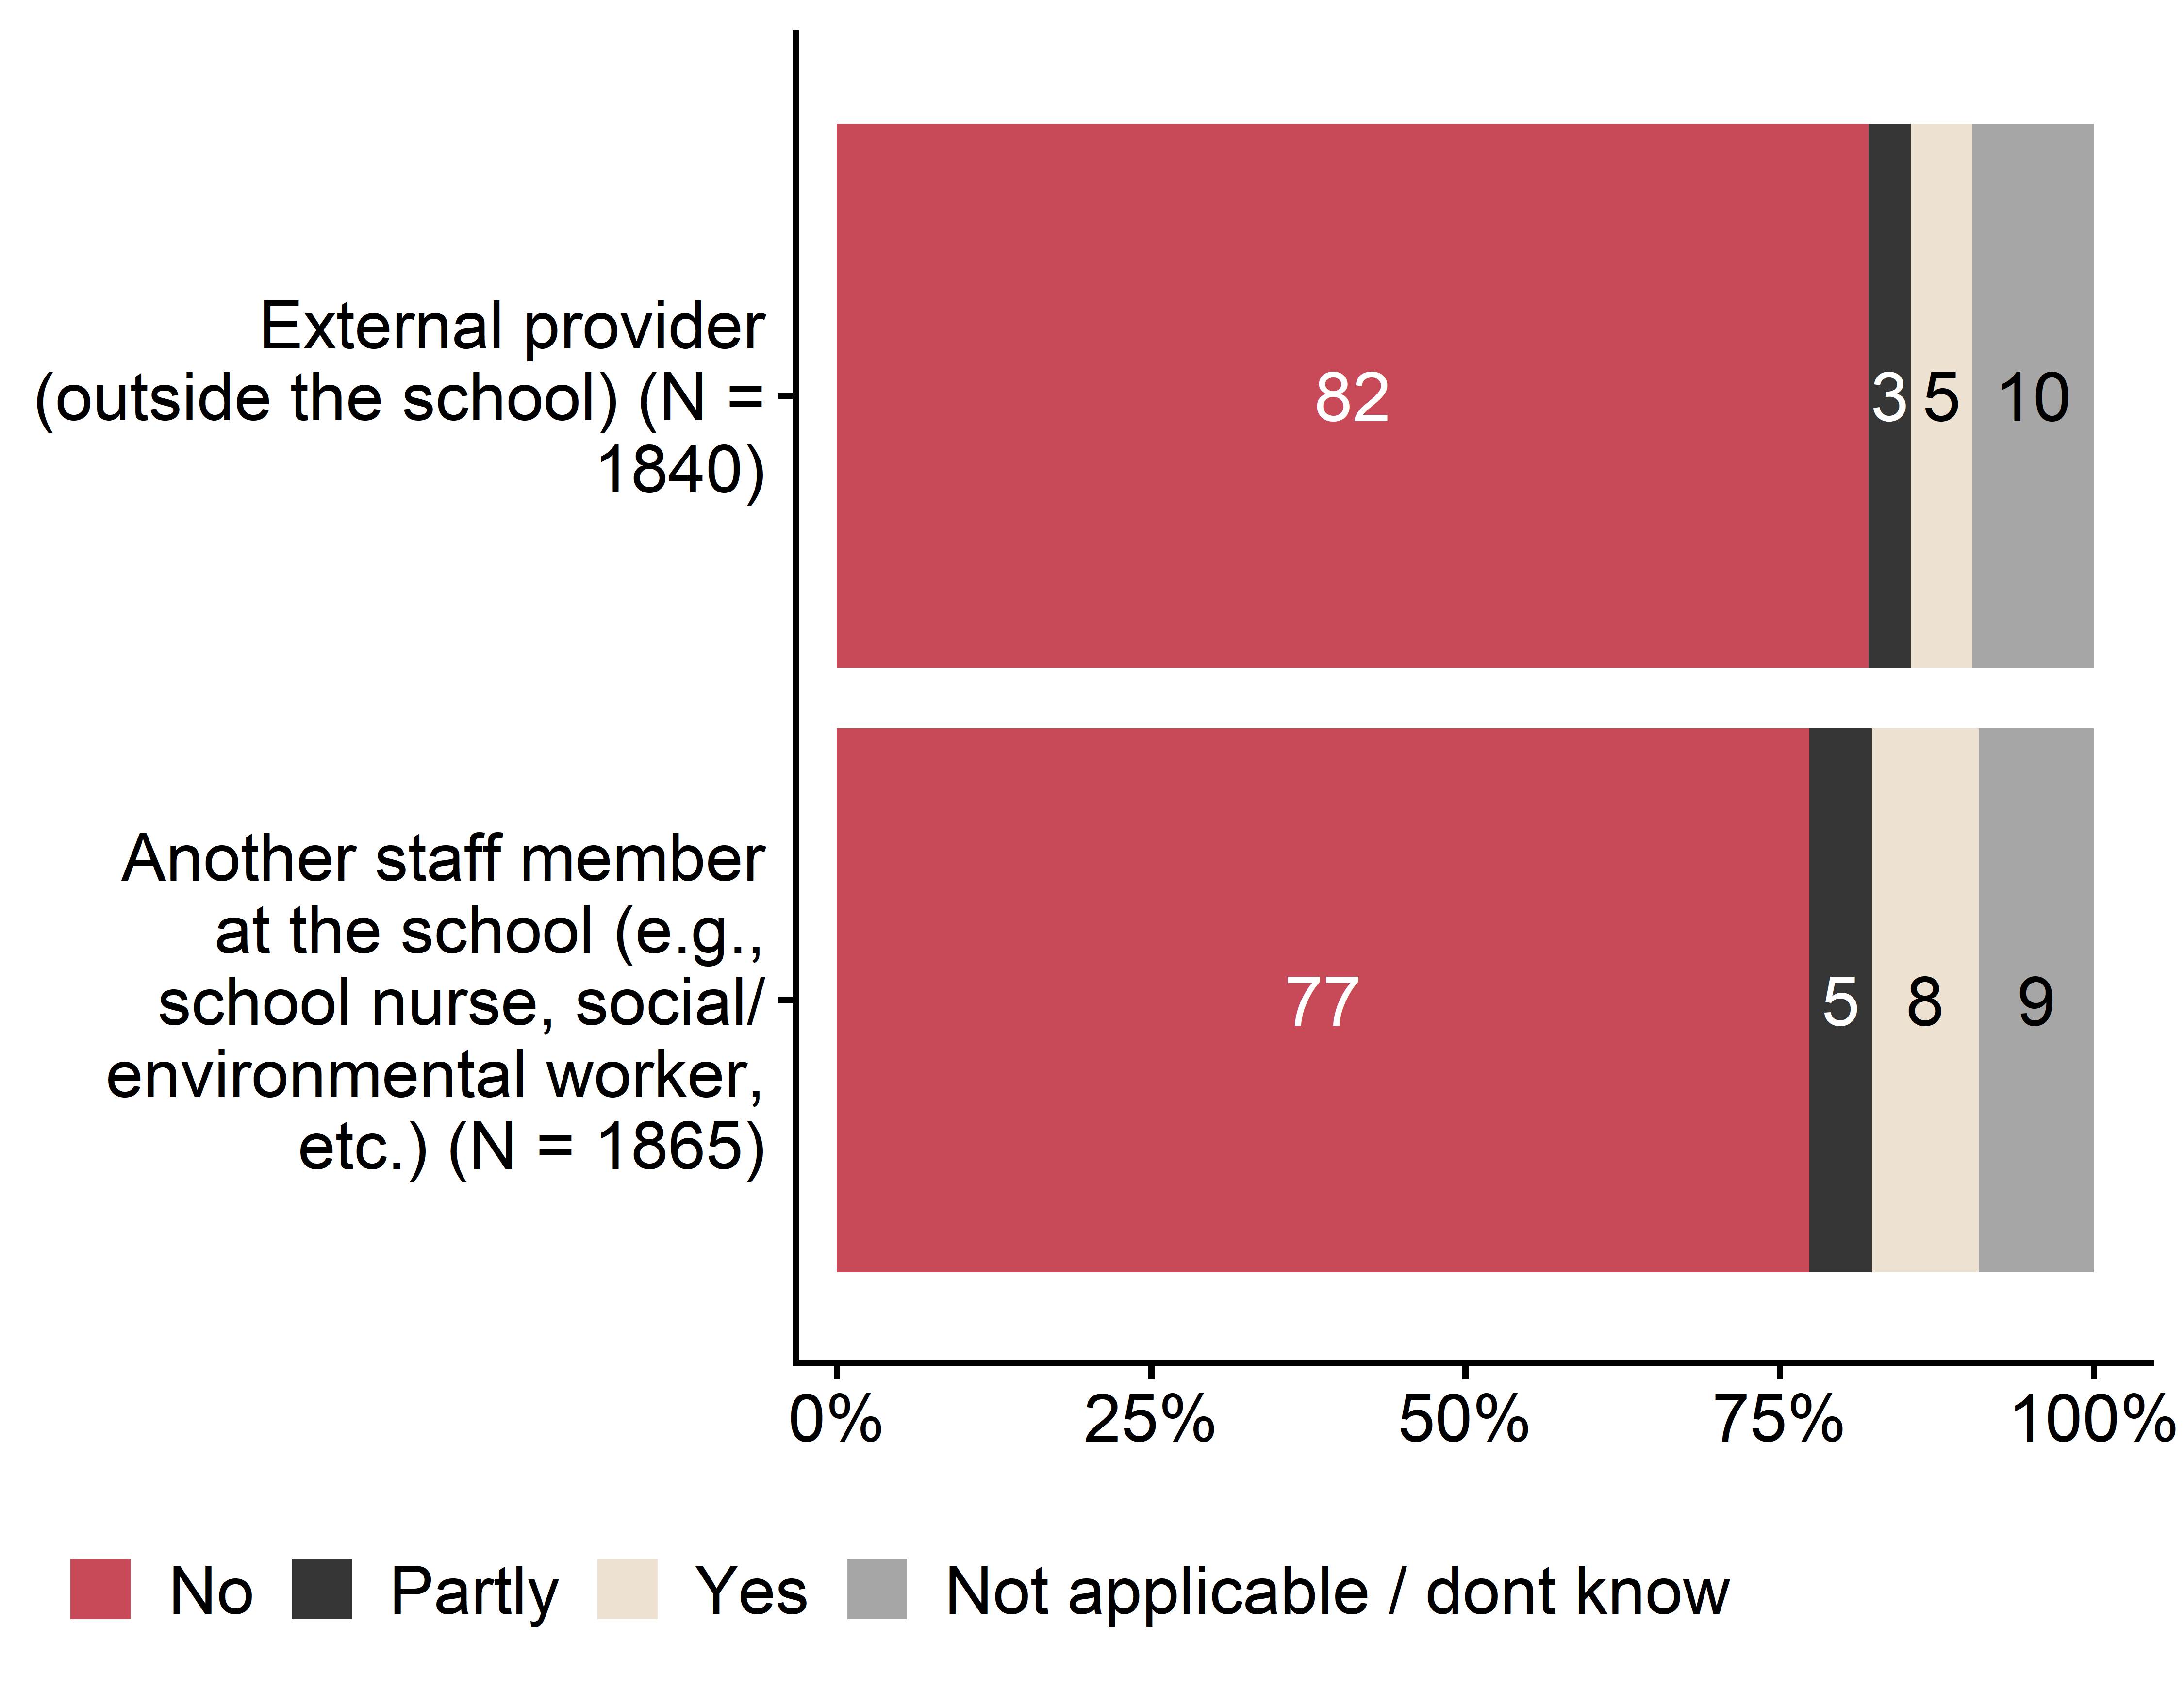 External provider
(outside the school) (N =
1840)
82
3
5
10
Another staff member
at the school (e.g.,
school nurse, social/
environmental worker,
etc.) (N = 1865)
77
5
8
9
0%
25%
50%
75%
100%
No
Partly
Yes
Not applicable / dont know